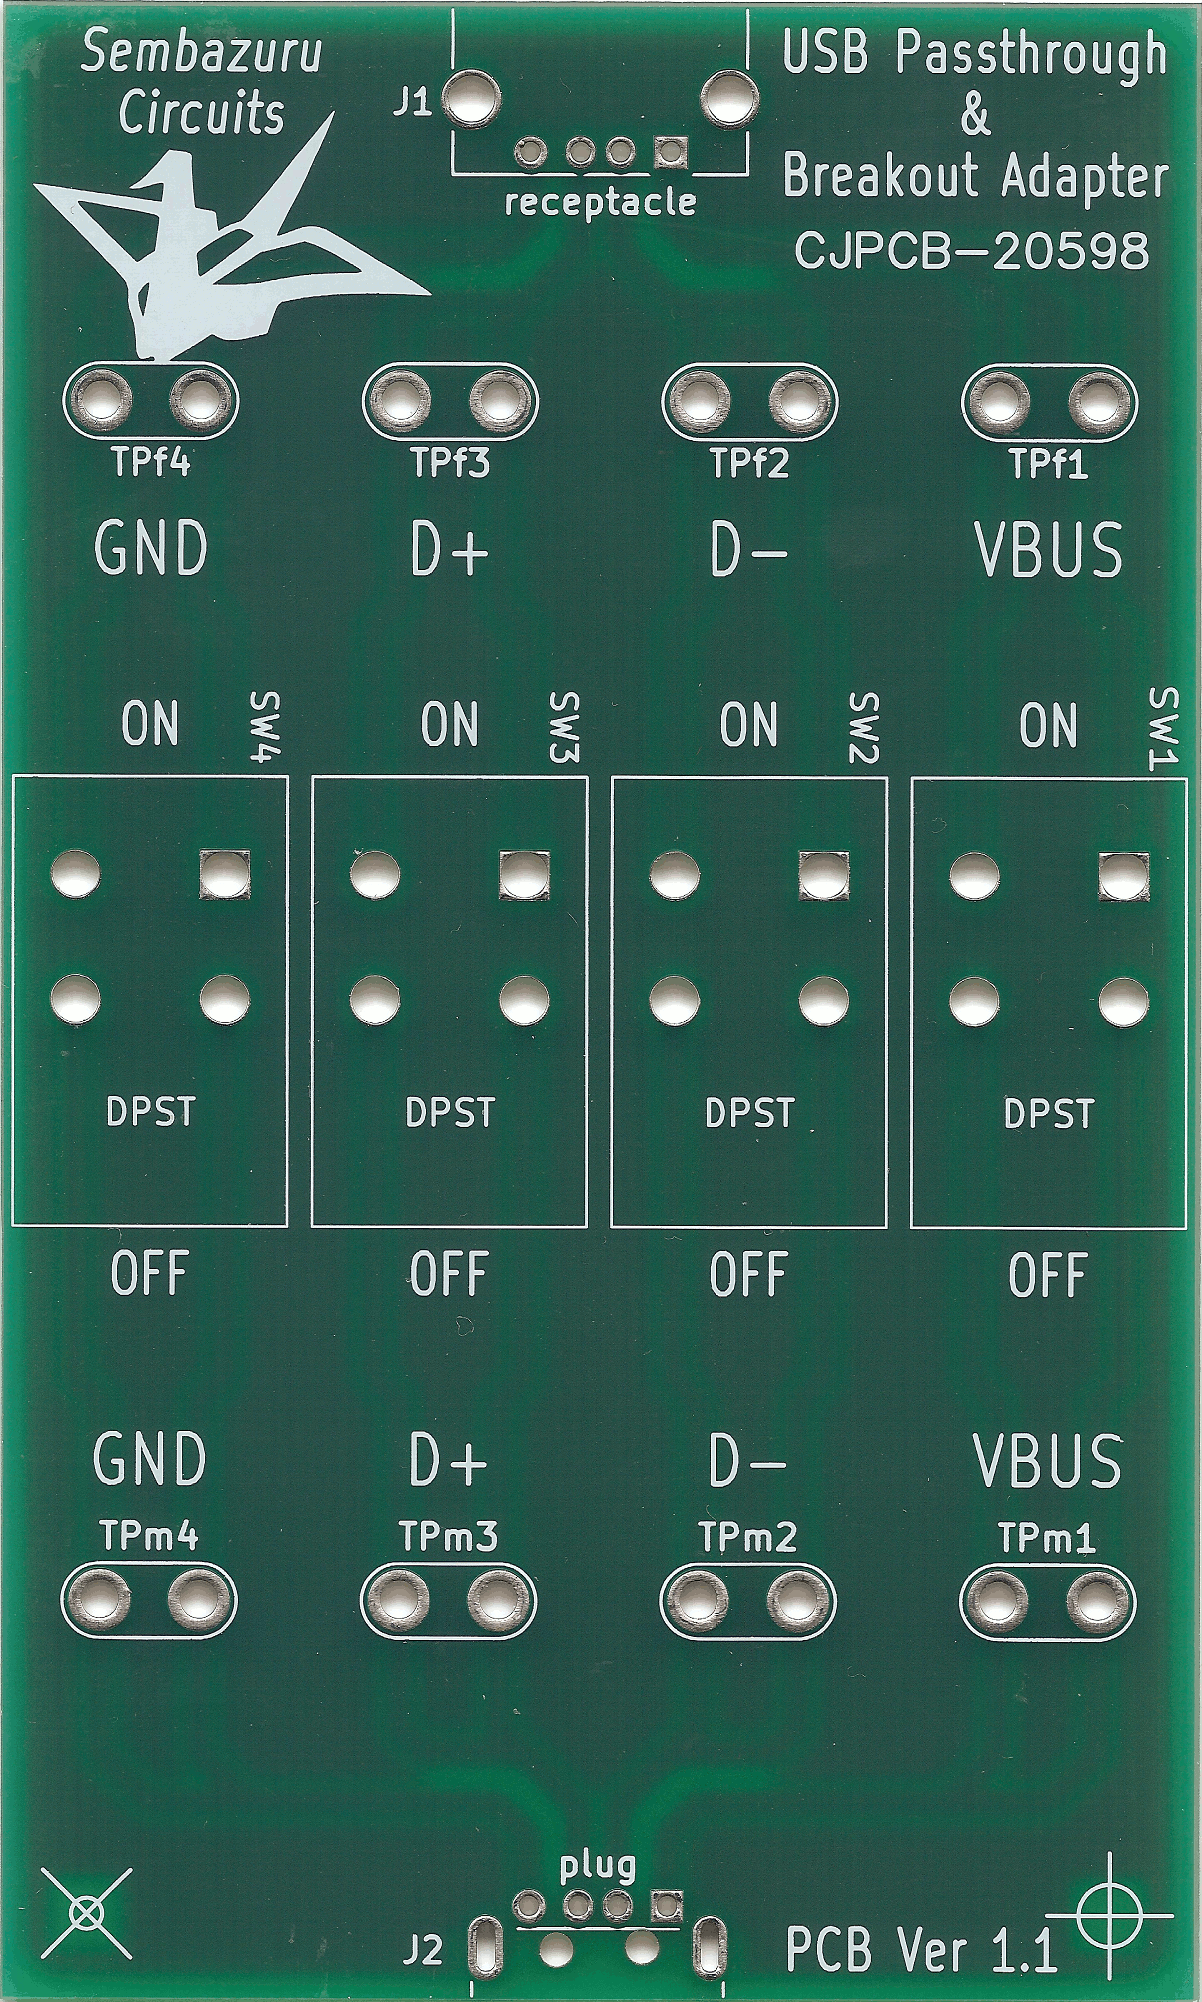 Sembazuru
Circuits
J1
receptacle
USB Passthrough
&
Breakout Adapter
CJPCB-20598
TPf4 TPf3 TPf2 TPf1
GND D+ D- VBUS
ON SW4 ON SW3 ON SW2 ON SW1
DPST DPST DPST DPST
OFF OFF OFF OFF
GND D+ D- VBUS
TPm4 TPm3 TPm2 TPm1
plug
J2
PCB Ver 1.1